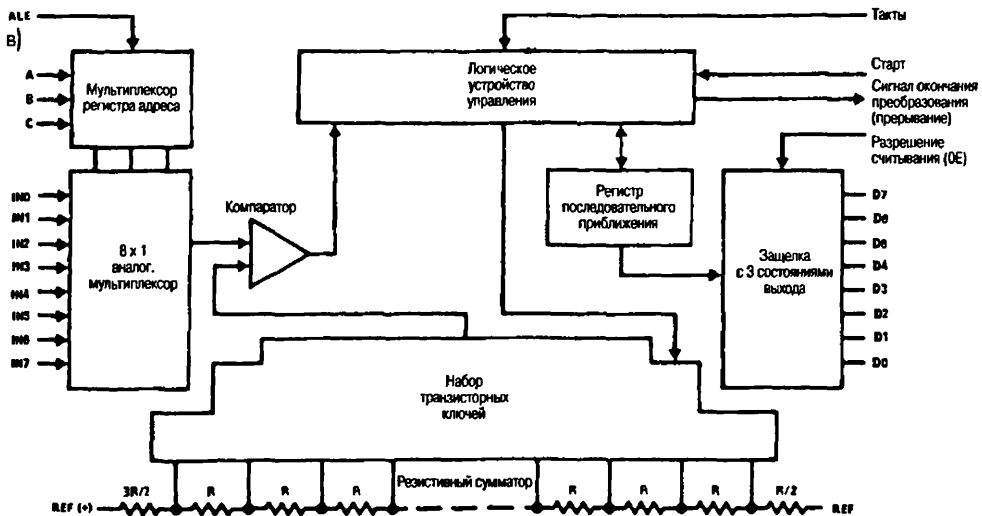 ALE
Такты
В)
Старт
Сигнал окончания
преобразования
(прерывание)
Разрешение
считывания (OE)
A
B
C
Мультиплексор
регистра адреса
Логическое
устройство
управления
IN0
IN1
IN2
IN3
IN4
IN5
IN6
IN7
8 x 1
аналог.
мультиплексор
Компаратор
Регистр
последовательного
приближения
Защелка
с 3 состояниями
выхода
D7
D6
D6
D4
D3
D2
D1
D0
Набор
транзисторных
ключей
Резистивный сумматор
REF (+)
3R/2
R
R
R
R
R
R
R/2
REF